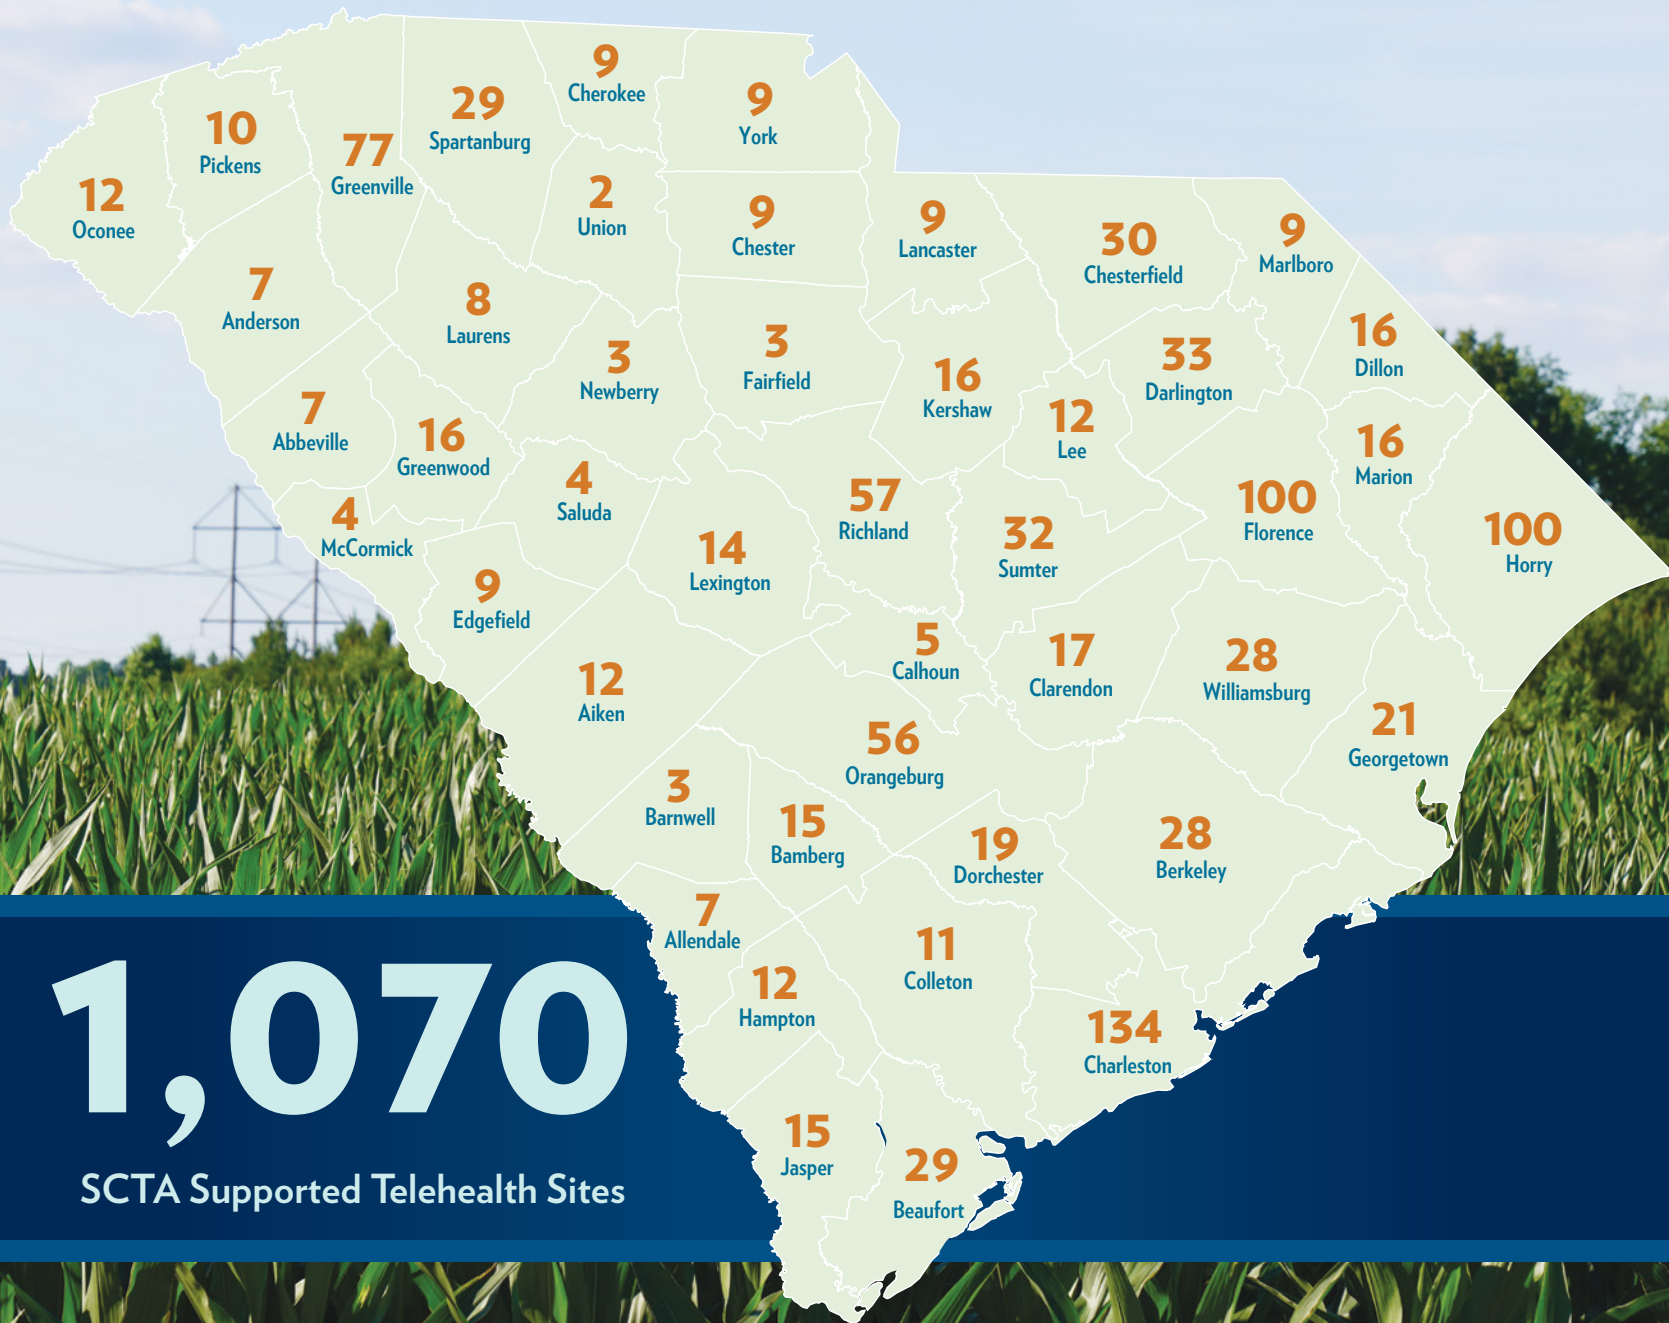 9
Cherokee
29
Spartanburg
9
York
10
Pickens
77
Greenville
12
Oconee
2
Union
9
Chester
9
Lancaster
30
Chesterfield
9
Marlboro
7
Anderson
8
Laurens
3
Newberry
3
Fairfield
16
Kershaw
33
Darlington
16
Dillon
7
Abbeville
16
Greenwood
12
Lee
16
Marion
4
McCormick
4
Saluda
57
Richland
100
Florence
100
Horry
14
Lexington
32
Sumter
9
Edgefield
5
Calhoun
17
Clarendon
28
Williamsburg
12
Aiken
56
Orangeburg
21
Georgetown
3
Barnwell
15
Bamberg
19
Dorchester
28
Berkeley
7
Allendale
12
Hampton
11
Colleton
134
Charleston
15
Jasper
29
Beaufort
1,070
SCTA Supported Telehealth Sites